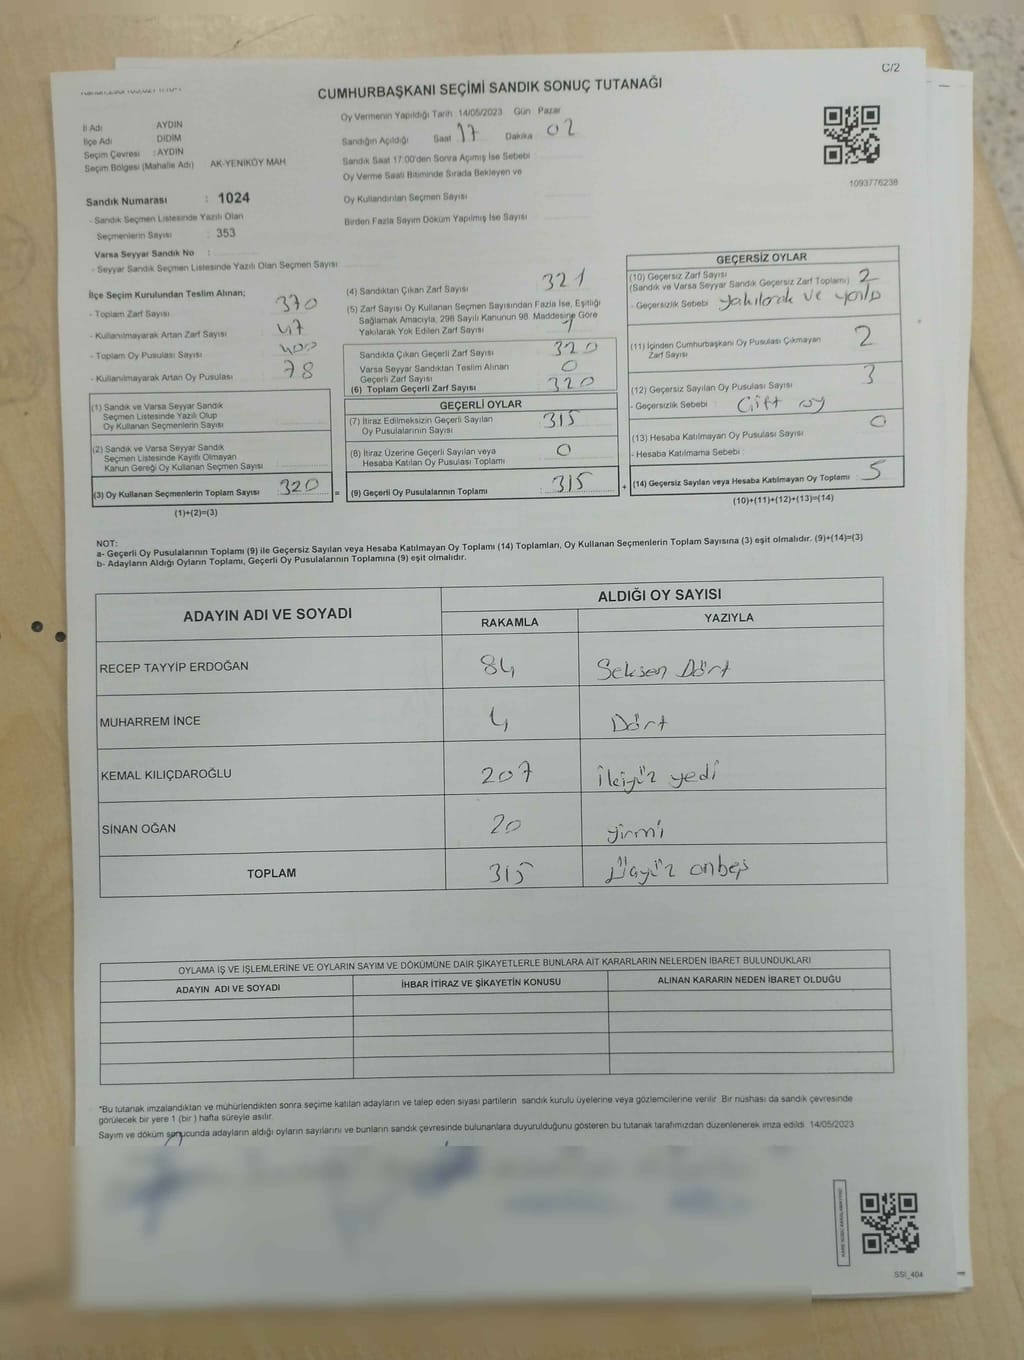 C/2
CUMHURBAŞKANI SEÇİMİ SANDIK SONUÇ TUTANAĞI
İl Adı AYDIN
İlçe Adı DİDİM
Seçim Çevresi : AYDIN
Seçim Bölgesi (Mahalle Adı) AK-YENİKÖY MAH
Sandık Numarası : 1024
- Sandık Seçmen Listesinde Yazılı Olan
Seçmenlerin Sayısı : 353
Varsa Seyyar Sandık No :
- Seyyar Sandık Seçmen Listesinde Yazılı Olan Seçmen Sayısı
Oy Vermenin Yapıldığı Tarih 14/05/2023 Gün Pazar
Sandığın Açıldığı Saat 17 Dakika 02
Sandık Saat 17:00'den Sonra Açımış İse Sebebi
Oy Verme Saati Bitiminde Sırada Bekleyen ve
Oy Kullandırılan Seçmen Sayısı
Birden Fazla Sayım Döküm Yapılmış İse Sayısı
1093776238
İlçe Seçim Kurulundan Teslim Alınan;
- Toplam Zarf Sayısı 370
- Kullanılmayarak Artan Zarf Sayısı 47
- Toplam Oy Pusulası Sayısı 400
- Kullanılmayarak Artan Oy Pusulası 78
(1) Sandık ve Varsa Seyyar Sandık
Seçmen Listesinde Yazılı Olup
Oy Kullanan Seçmenlerin Sayısı
(2) Sandık ve Varsa Seyyar Sandık
Seçmen Listesinde Kayıtlı Olmayan
Kanun Gereği Oy Kullanan Seçmen Sayısı
(3) Oy Kullanan Seçmenlerin Toplam Sayısı 320 =
(1)+(2)=(3)
(4) Sandıktan Çıkan Zarf Sayısı 321
(5) Zarf Sayısı Oy Kullanan Seçmen Sayısından Fazla İse, Eşitliği
Sağlamak Amacıyla, 298 Sayılı Kanunun 98. Maddesine Göre
Yakılarak Yok Edilen Zarf Sayısı 1
Sandıkta Çıkan Geçerli Zarf Sayısı 320
Varsa Seyyar Sandıktan Teslim Alınan
Geçerli Zarf Sayısı 0
(6) Toplam Geçerli Zarf Sayısı 320
GEÇERLİ OYLAR
(7) İtiraz Edilmeksizin Geçerli Sayılan
Oy Pusulalarının Sayısı 315
(8) İtiraz Üzerine Geçerli Sayılan veya
Hesaba Katılan Oy Pusulası Toplamı 0
(9) Geçerli Oy Pusulalarının Toplamı : 315 +
GEÇERSİZ OYLAR
(10) Geçersiz Zarf Sayısı
(Sandık ve Varsa Seyyar Sandık Geçersiz Zarf Toplamı) 2
- Geçersizlik Sebebi yakılarak ve
(11) İçinden Cumhurbaşkanı Oy Pusulası Çıkmayan
Zarf Sayısı 2
(12) Geçersiz Sayılan Oy Pusulası Sayısı 3
- Geçersizlik Sebebi : Çift oy
(13) Hesaba Katılmayan Oy Pusulası Sayısı 0
- Hesaba Katılmama Sebebi :
(14) Geçersiz Sayılan veya Hesaba Katılmayan Oy Toplamı 5
(10)+(11)+(12)+(13)=(14)
NOT:
a- Geçerli Oy Pusulalarının Toplamı (9) ile Geçersiz Sayılan veya Hesaba Katılmayan Oy Toplamı (14) Toplamları, Oy Kullanan Seçmenlerin Toplam Sayısına (3) eşit olmalıdır. (9)+(14)=(3)
b- Adayların Aldığı Oyların Toplamı, Geçerli Oy Pusulalarının Toplamına (9) eşit olmalıdır.
ADAYIN ADI VE SOYADI ALDIĞI OY SAYISI
RAKAMLA YAZIYLA
RECEP TAYYİP ERDOĞAN 84 Seksen Dört
MUHARREM İNCE 4 Dört
KEMAL KILIÇDAROĞLU 207 ikiyüz yedi
SİNAN OĞAN 20 yirmi
TOPLAM 315 Üçyüz onbeş
OYLAMA İŞ VE İŞLEMLERİNE VE OYLARIN SAYIM VE DÖKÜMÜNE DAİR ŞİKAYETLERLE BUNLARA AİT KARARLARIN NELERDEN İBARET BULUNDUKLARI
ADAYIN ADI VE SOYADI İHBAR İTİRAZ VE ŞİKAYETİN KONUSU ALINAN KARARIN NEDEN İBARET OLDUĞU
*Bu tutanak imzalandıktan ve mühürlendikten sonra seçime katılan adayların ve talep eden siyasi partilerin sandık kurulu üyelerine veya gözlemcilerine verilir. Bir nüshası da sandık çevresinde
görülecek bir yere 1 (bir ) hafta süreyle asılır.
Sayım ve döküm sonucunda adayların aldığı oyların sayılarını ve bunların sandık çevresinde bulunanlara duyurulduğunu gösteren bu tutanak tarafımızdan düzenlenerek imza edildi. 14/05/2023
SSİ_404